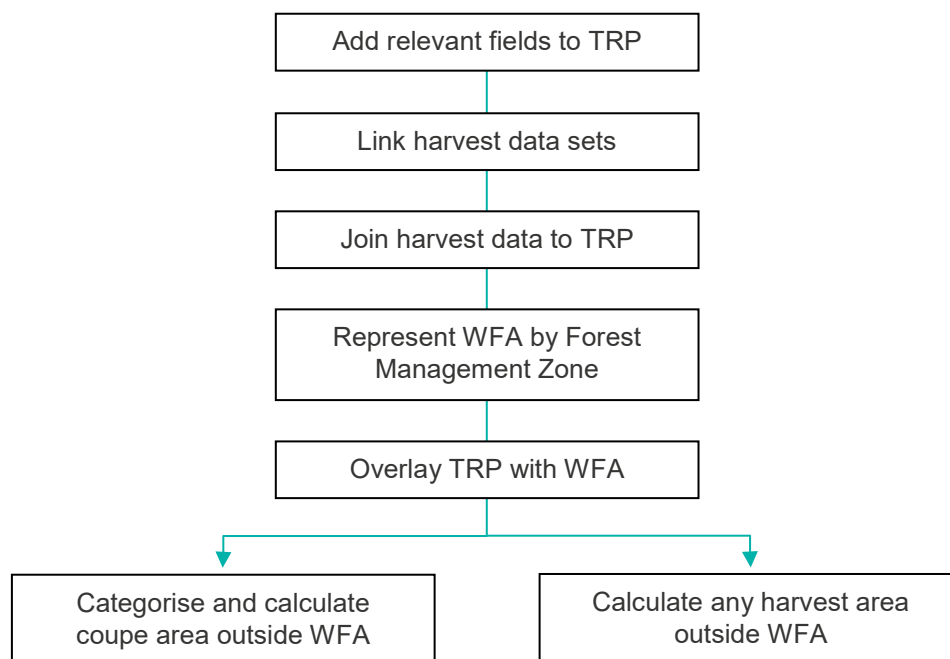 Add relevant fields to TRP
Link harvest data sets
Join harvest data to TRP
Represent WFA by Forest
Management Zone
Overlay TRP with WFA
Categorise and calculate
coupe area outside WFA
Calculate any harvest area
outside WFA